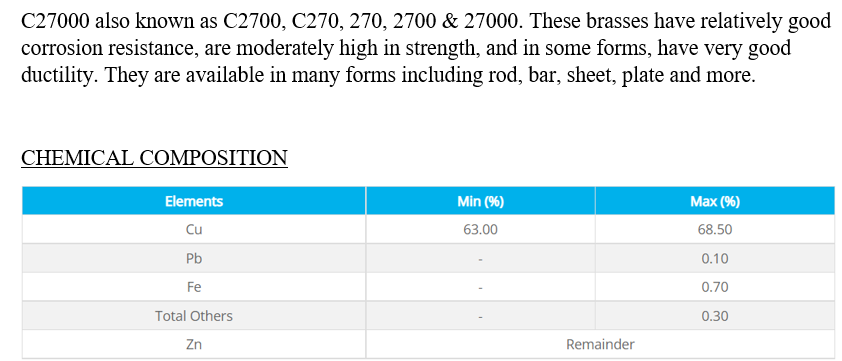 C27000 also known as C2700, C270, 270, 2700 & 27000. These brasses have relatively good
corrosion resistance, are moderately high in strength, and in some forms, have very good
ductility. They are available in many forms including rod, bar, sheet, plate and more.
CHEMICAL COMPOSITION
Elements Min (%) Max (%)
Cu 63.00 68.50
Pb - 0.10
Fe - 0.70
Total Others - 0.30
Zn Remainder